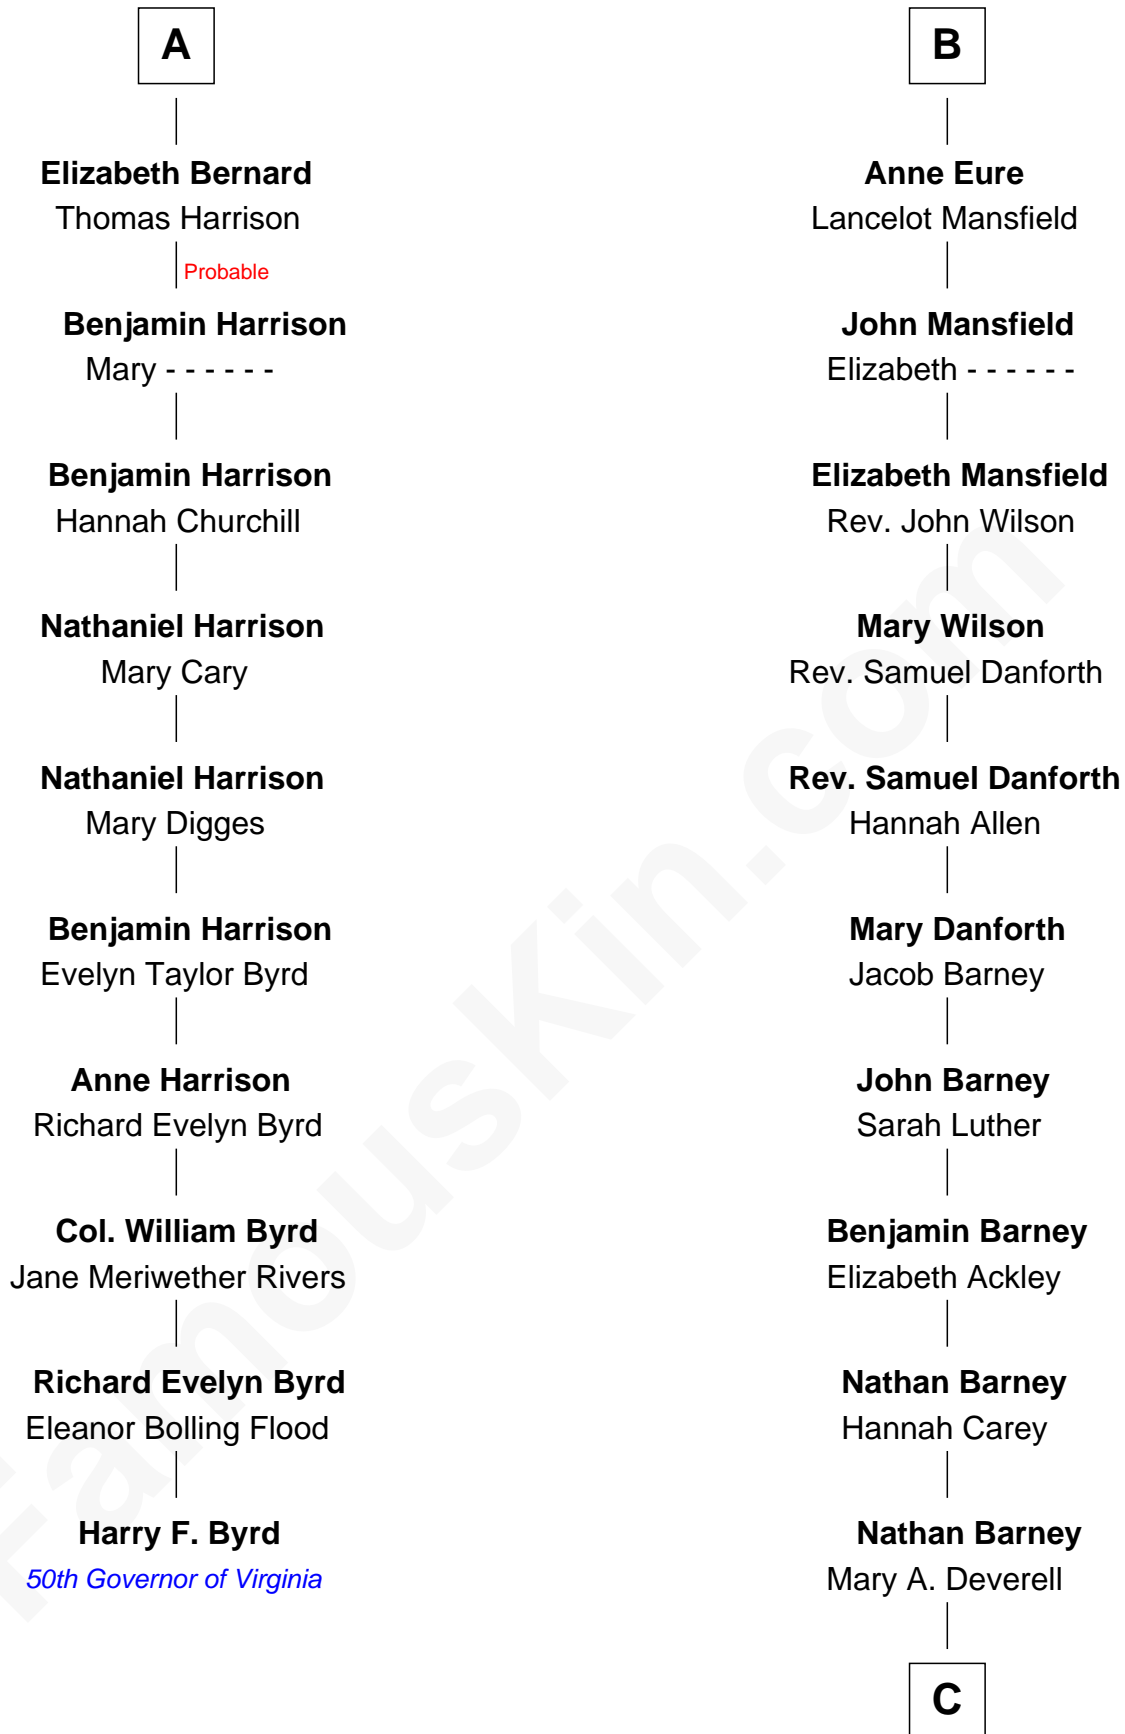 A
Elizabeth Bernard
Thomas Harrison
Probable
Benjamin Harrison
Mary - - - - - -
Benjamin Harrison
Hannah Churchill
Nathaniel Harrison
Mary Cary
Nathaniel Harrison
Mary Digges
Benjamin Harrison
Evelyn Taylor Byrd
Anne Harrison
Richard Evelyn Byrd
Col. William Byrd
Jane Meriwether Rivers
Richard Evelyn Byrd
Eleanor Bolling Flood
Harry F. Byrd
50th Governor of Virginia
B
Anne Eure
Lancelot Mansfield
John Mansfield
Elizabeth - - - - - -
Elizabeth Mansfield
Rev. John Wilson
Mary Wilson
Rev. Samuel Danforth
Rev. Samuel Danforth
Hannah Allen
Mary Danforth
Jacob Barney
John Barney
Sarah Luther
Benjamin Barney
Elizabeth Ackley
Nathan Barney
Hannah Carey
Nathan Barney
Mary A. Deverell
C
FamousKin.com